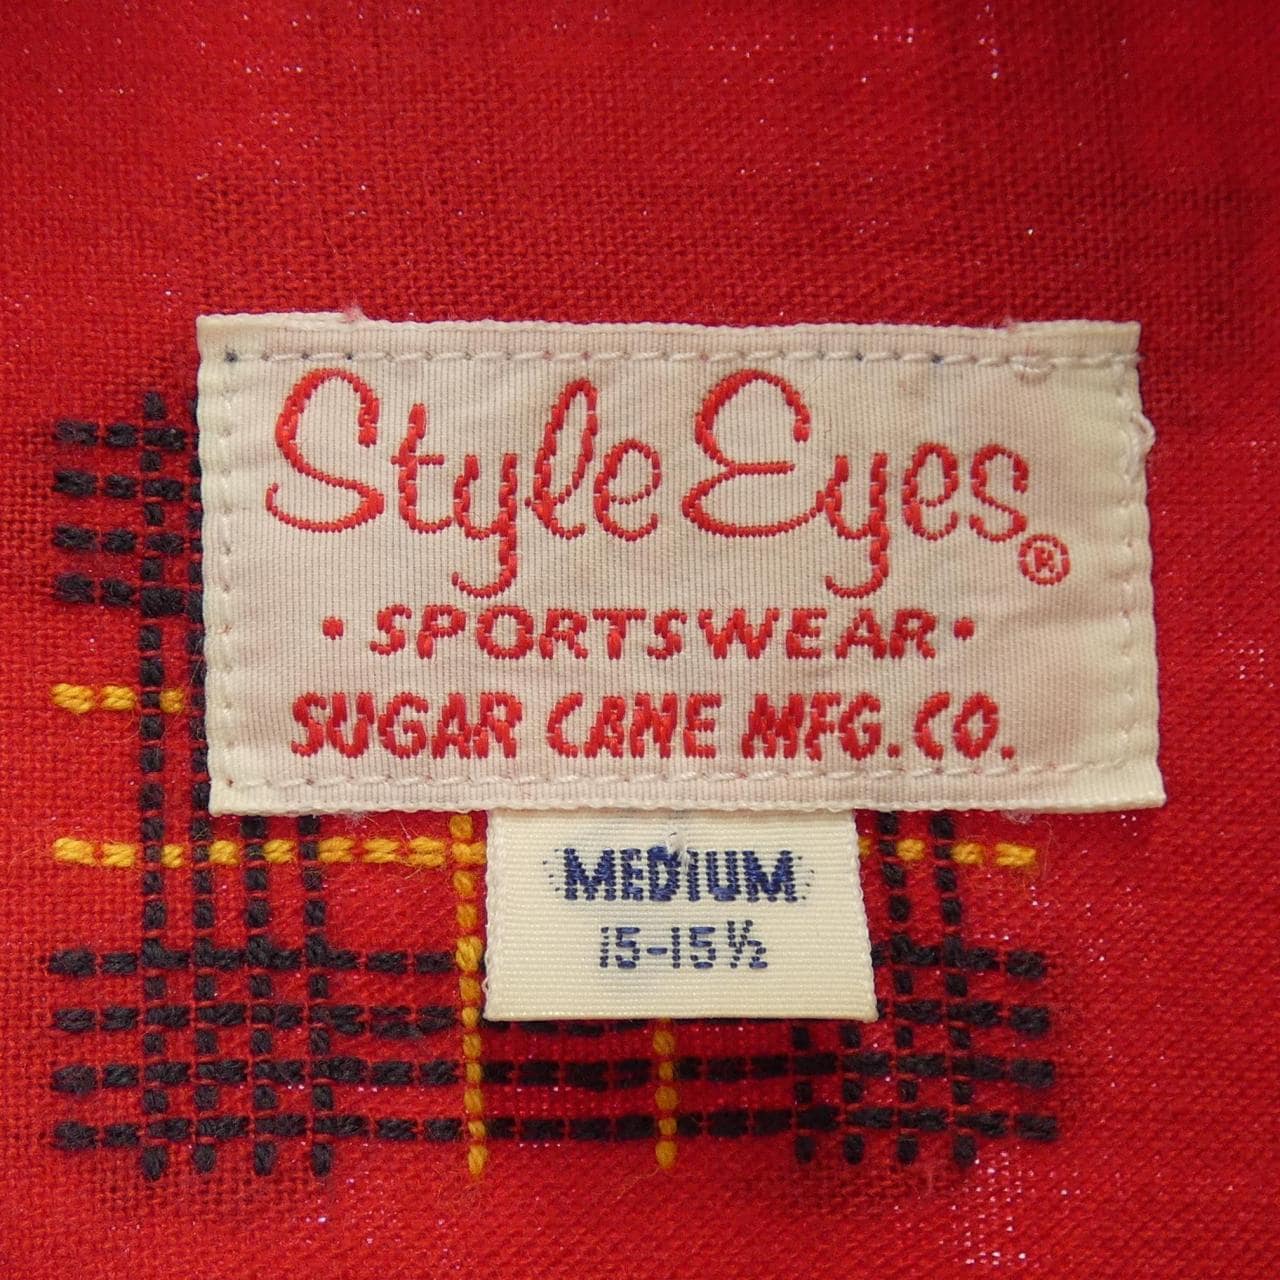 Style Eyes®
• SPORTSWEAR •
SUGAR CANE MFG. CO.
MEDIUM
15-15½